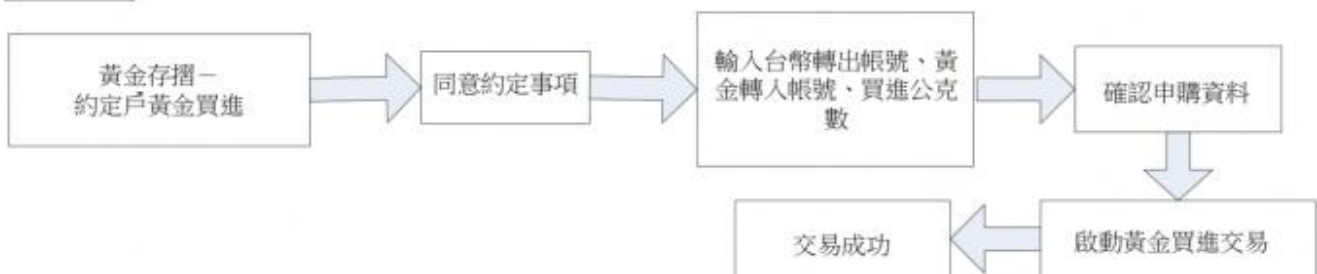 黃金存摺－
約定戶黃金買進
同意約定事項
輸入台幣轉出帳號、黃
金轉入帳號、買進公克
數
確認申購資料
啟動黃金買進交易
交易成功